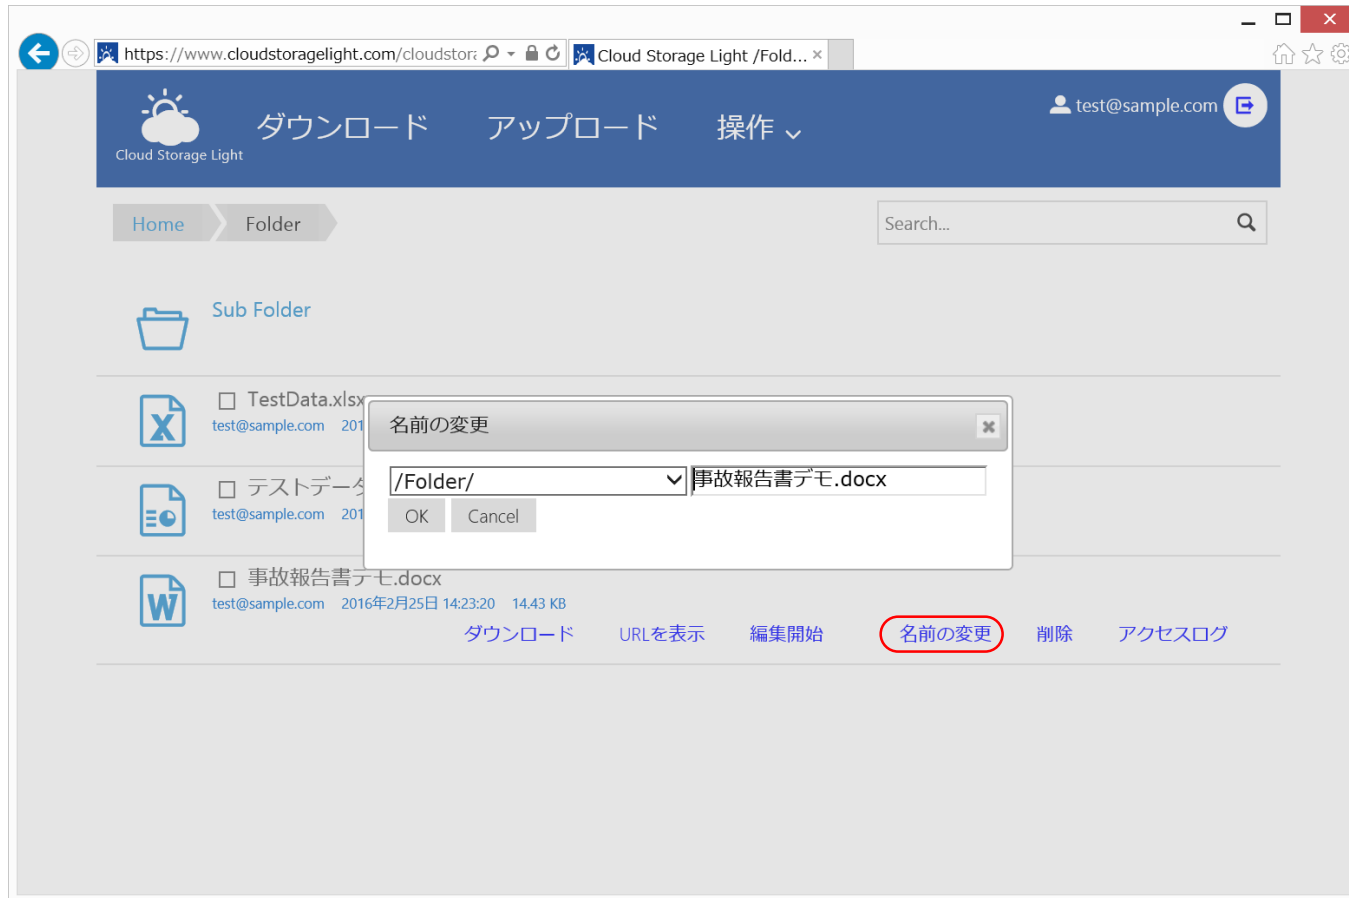 https://www.cloudstoragelight.com/cloudstor
Cloud Storage Light /Fold... ×
Cloud Storage Light
ダウンロード アップロード 操作
test@sample.com
Home Folder
Search...
Sub Folder
TestData.xlsx
test@sample.com 201
名前の変更
/Folder/ 事故報告書デモ.docx
OK Cancel
テストデータ
test@sample.com 201
事故報告書デモ.docx
test@sample.com 2016年2月25日 14:23:20 14.43 KB
ダウンロード URLを表示 編集開始 名前の変更 削除 アクセスログ